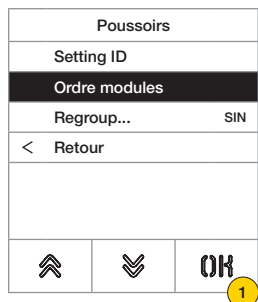 Poussoirs
Setting ID
Ordre modules
Regroup... SIN
< Retour
OK
1